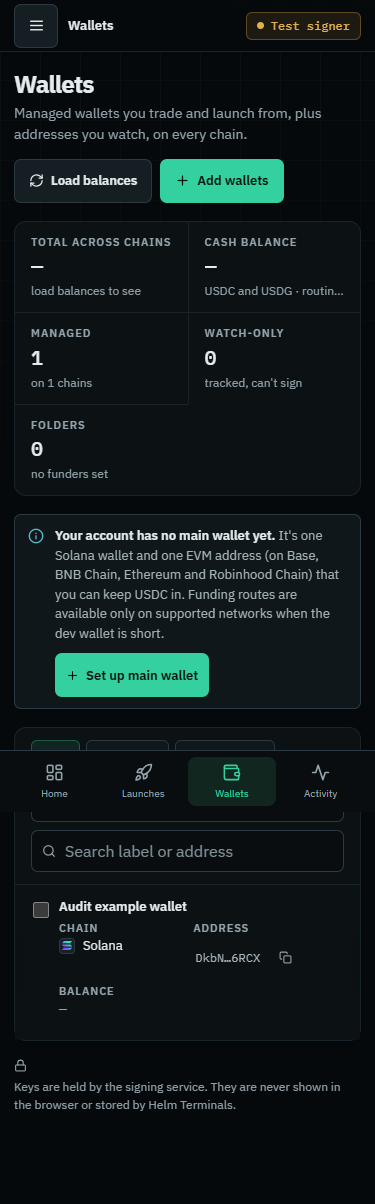 Wallets
Test signer
Wallets
Managed wallets you trade and launch from, plus
addresses you watch, on every chain.
Load balances
Add wallets
TOTAL ACROSS CHAINS
—
load balances to see
CASH BALANCE
—
USDC and USDG · routin…
MANAGED
1
on 1 chains
WATCH-ONLY
0
tracked, can't sign
FOLDERS
0
no funders set
Your account has no main wallet yet. It's one
Solana wallet and one EVM address (on Base,
BNB Chain, Ethereum and Robinhood Chain) that
you can keep USDC in. Funding routes are
available only on supported networks when the
dev wallet is short.
Set up main wallet
Home
Launches
Wallets
Activity
Search label or address
Audit example wallet
CHAIN
Solana
ADDRESS
DkbN…6RCX
BALANCE
—
Keys are held by the signing service. They are never shown in
the browser or stored by Helm Terminals.